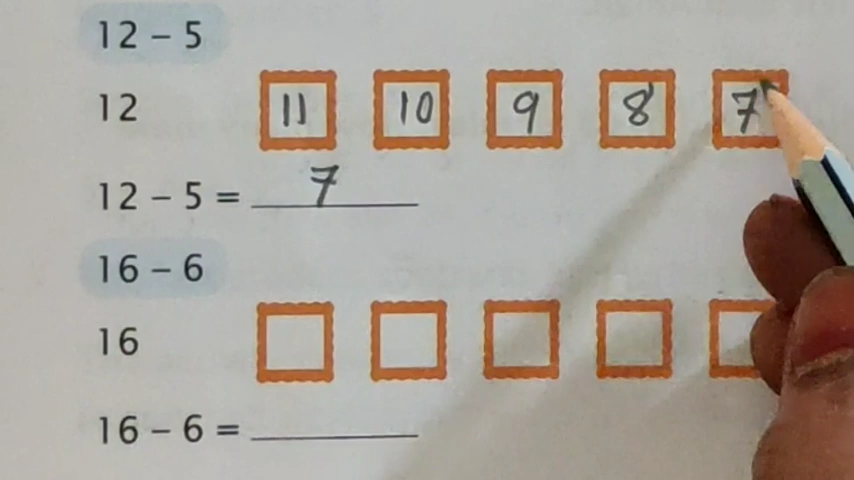 12 – 5
12 11 10 9 8 7
12 – 5 = 7
16 – 6
16
16 – 6 =